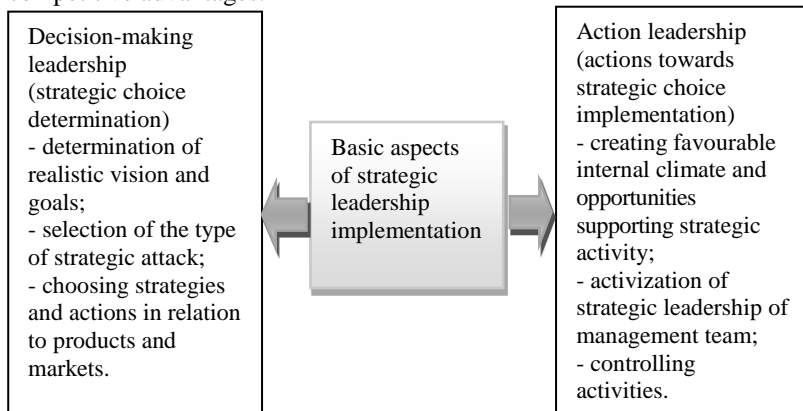 Decision-making
leadership
(strategic choice
determination)
- determination of
realistic vision and
goals;
- selection of the type
of strategic attack;
- choosing strategies
and actions in relation
to products and
markets.
Basic aspects
of strategic
leadership
implementation
Action leadership
(actions towards
strategic choice
implementation)
- creating favourable
internal climate and
opportunities
supporting strategic
activity;
- activization of
strategic leadership of
management team;
- controlling
activities.